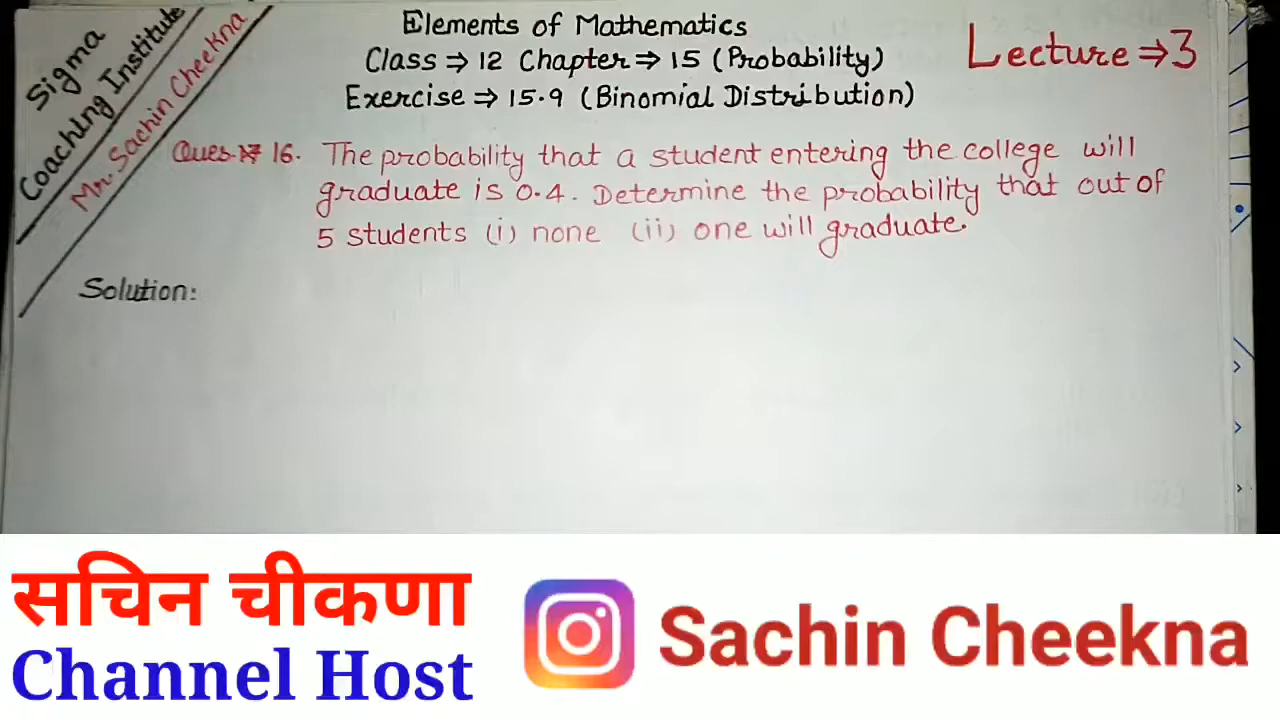 Sigma
Coaching Institute
Mr. Sachin Cheekna
Elements of Mathematics
Class ⇒ 12 Chapter ⇒ 15 (Probability)
Exercise ⇒ 15.9 (Binomial Distribution)
Lecture ⇒ 3
16. The probability that a student entering the college will
graduate is 0.4. Determine the probability that out of
5 students (i) none (ii) one will graduate.
Solution:
सचिन चीकणा
Channel Host
Sachin Cheekna